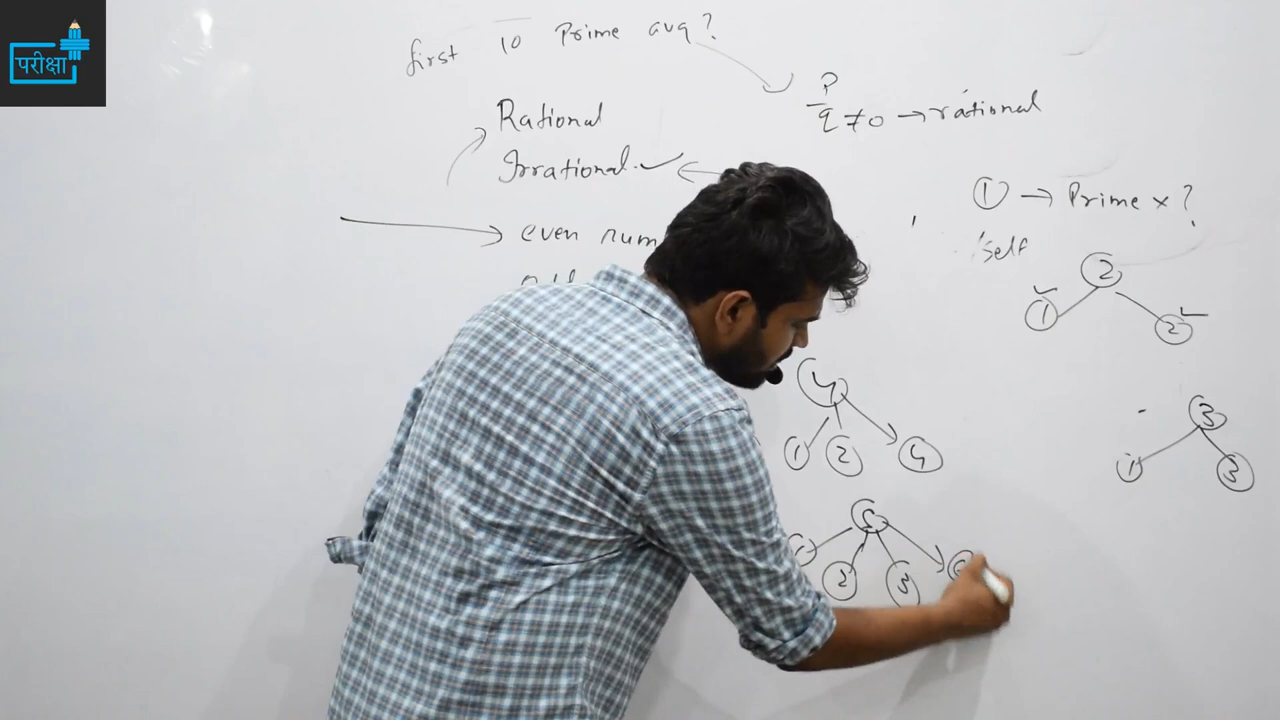 परीक्षा
first 10 Prime avg?
P
q ≠ 0 → rational
Rational
Irrational ✓ ←
① → Prime × ?
self
→ even num
2
1 2
4
1 2 4
3
1 3
6
1 2 3